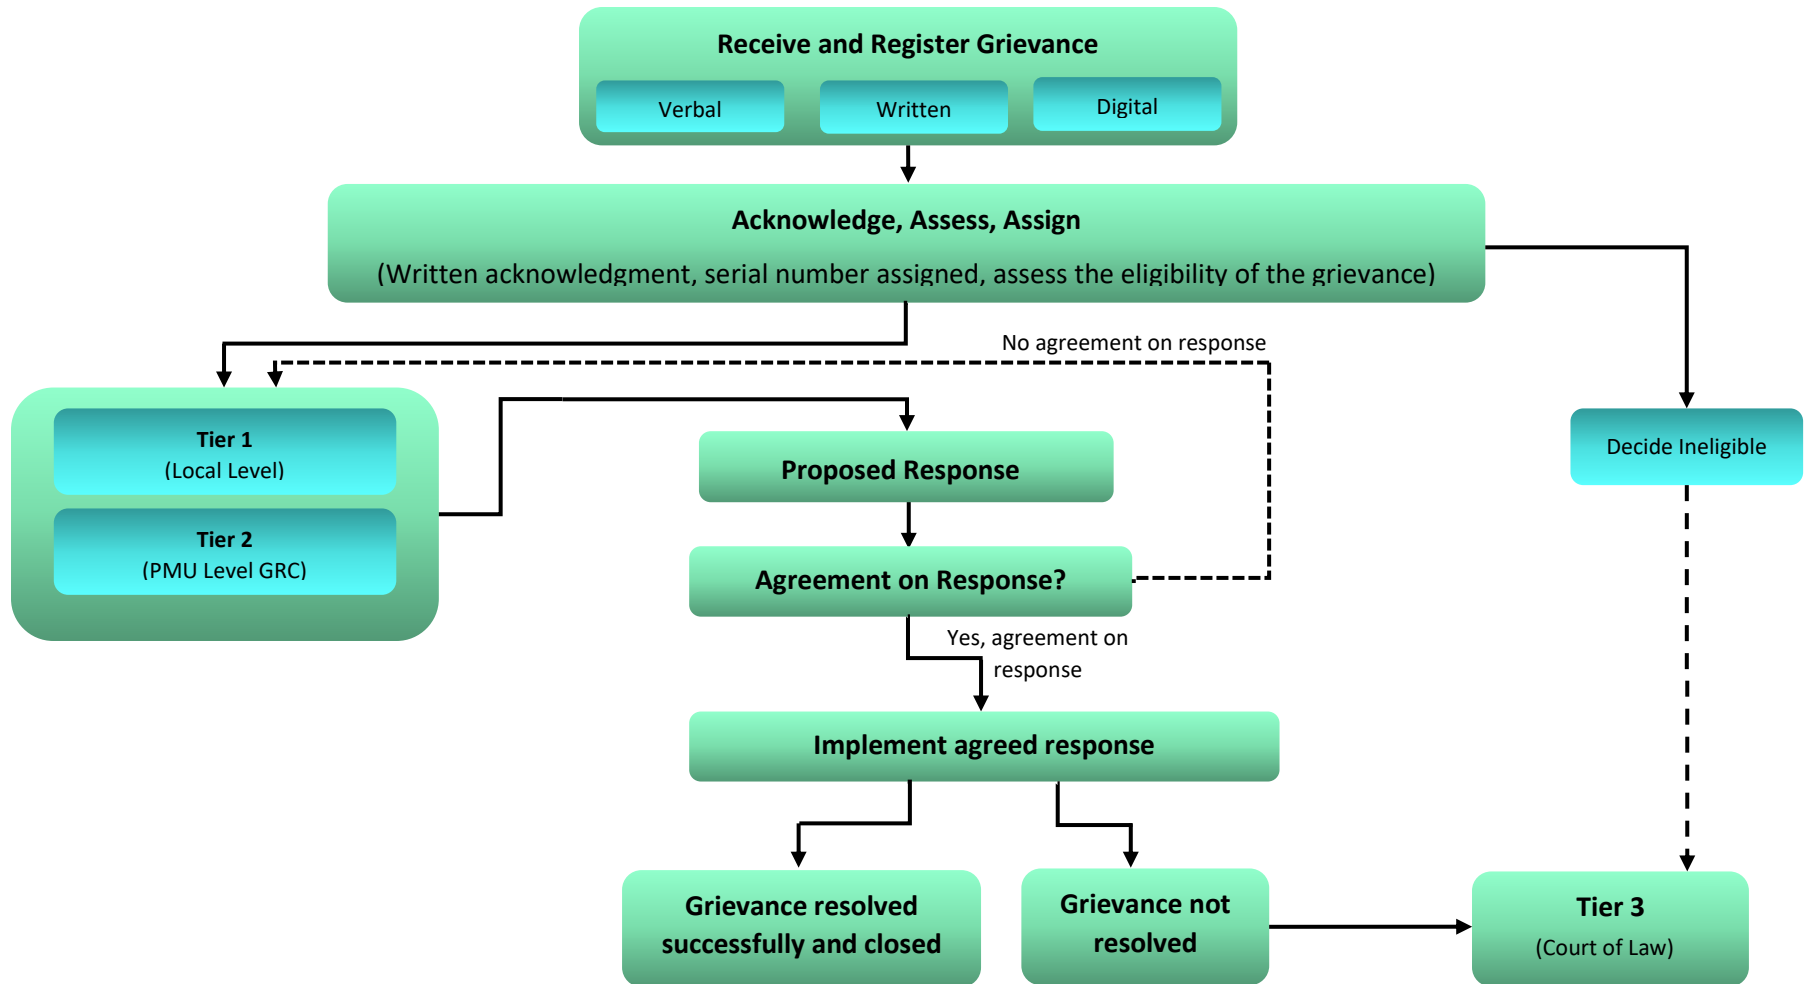 Receive and Register Grievance
Verbal
Written
Digital
Acknowledge, Assess, Assign
(Written acknowledgment, serial number assigned, assess the eligibility of the grievance)
No agreement on response
Tier 1
(Local Level)
Tier 2
(PMU Level GRC)
Proposed Response
Decide Ineligible
Agreement on Response?
Yes, agreement on
response
Implement agreed response
Grievance resolved
successfully and closed
Grievance not
resolved
Tier 3
(Court of Law)